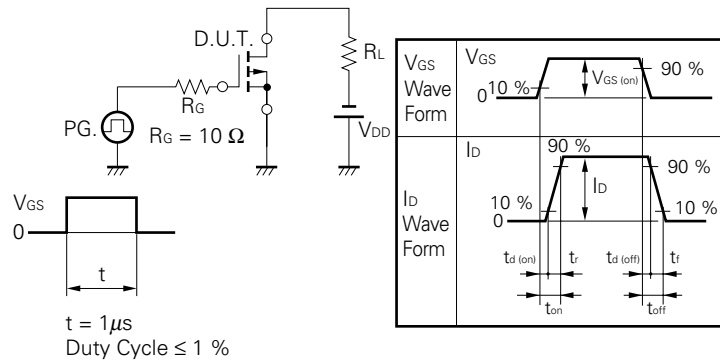 D.U.T.
RL
RG
PG.
RG = 10 Ω
VDD
VGS
0
t
t = 1μs
Duty Cycle ≤ 1 %
VGS
Wave
Form
VGS
10 %
0
VGS (on)
90 %
ID
Wave
Form
ID
90 %
90 %
ID
10 %
10 %
0
td (on)
tr
td (off)
tf
ton
toff